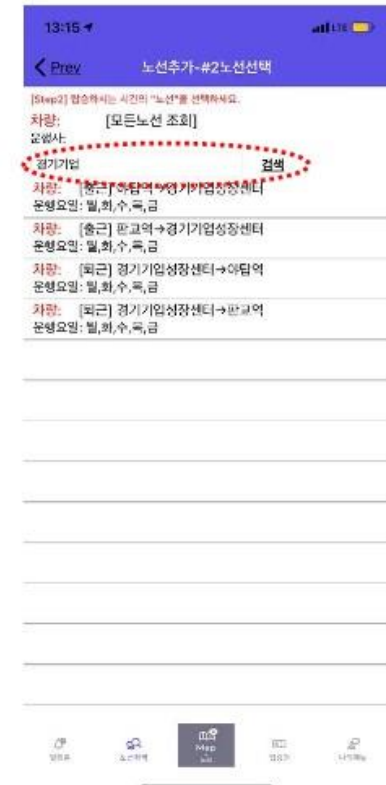 13:15
LTE
Prev 노선추가-#2노선선택
[Step2] 탑승하시는 시간의 "노선"을 선택하세요.
차량: [모든노선 조회]
운행사:
경기기업 검색
차량: [출근] 야탑역→경기기업성장센터
운행요일: 월,화,수,목,금
차량: [출근] 판교역→경기기업성장센터
운행요일: 월,화,수,목,금
차량: [퇴근] 경기기업성장센터→야탑역
운행요일: 월,화,수,목,금
차량: [퇴근] 경기기업성장센터→판교역
운행요일: 월,화,수,목,금
Map